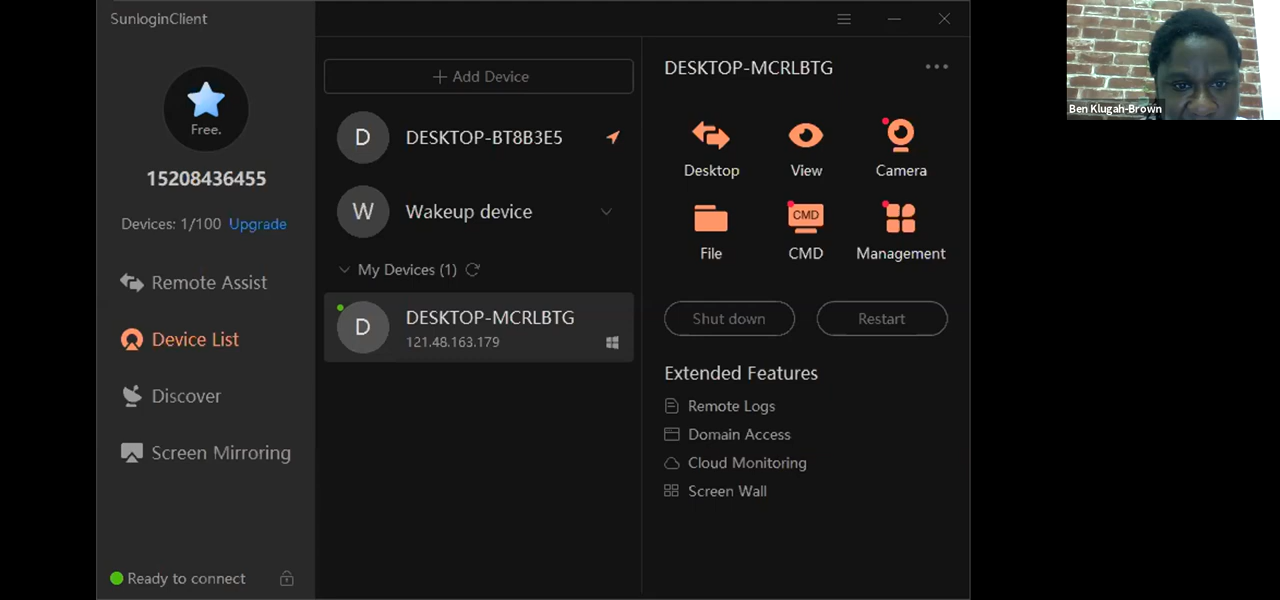 SunloginClient
Free.
15208436455
Devices: 1/100 Upgrade
Remote Assist
Device List
Discover
Screen Mirroring
Ready to connect
+ Add Device
D
DESKTOP-BT8B3E5
W
Wakeup device
My Devices (1)
D
DESKTOP-MCRLBTG
121.48.163.179
DESKTOP-MCRLBTG
Desktop
View
Camera
File
CMD
CMD
Management
Shut down
Restart
Extended Features
Remote Logs
Domain Access
Cloud Monitoring
Screen Wall
Ben Klugah-Brown